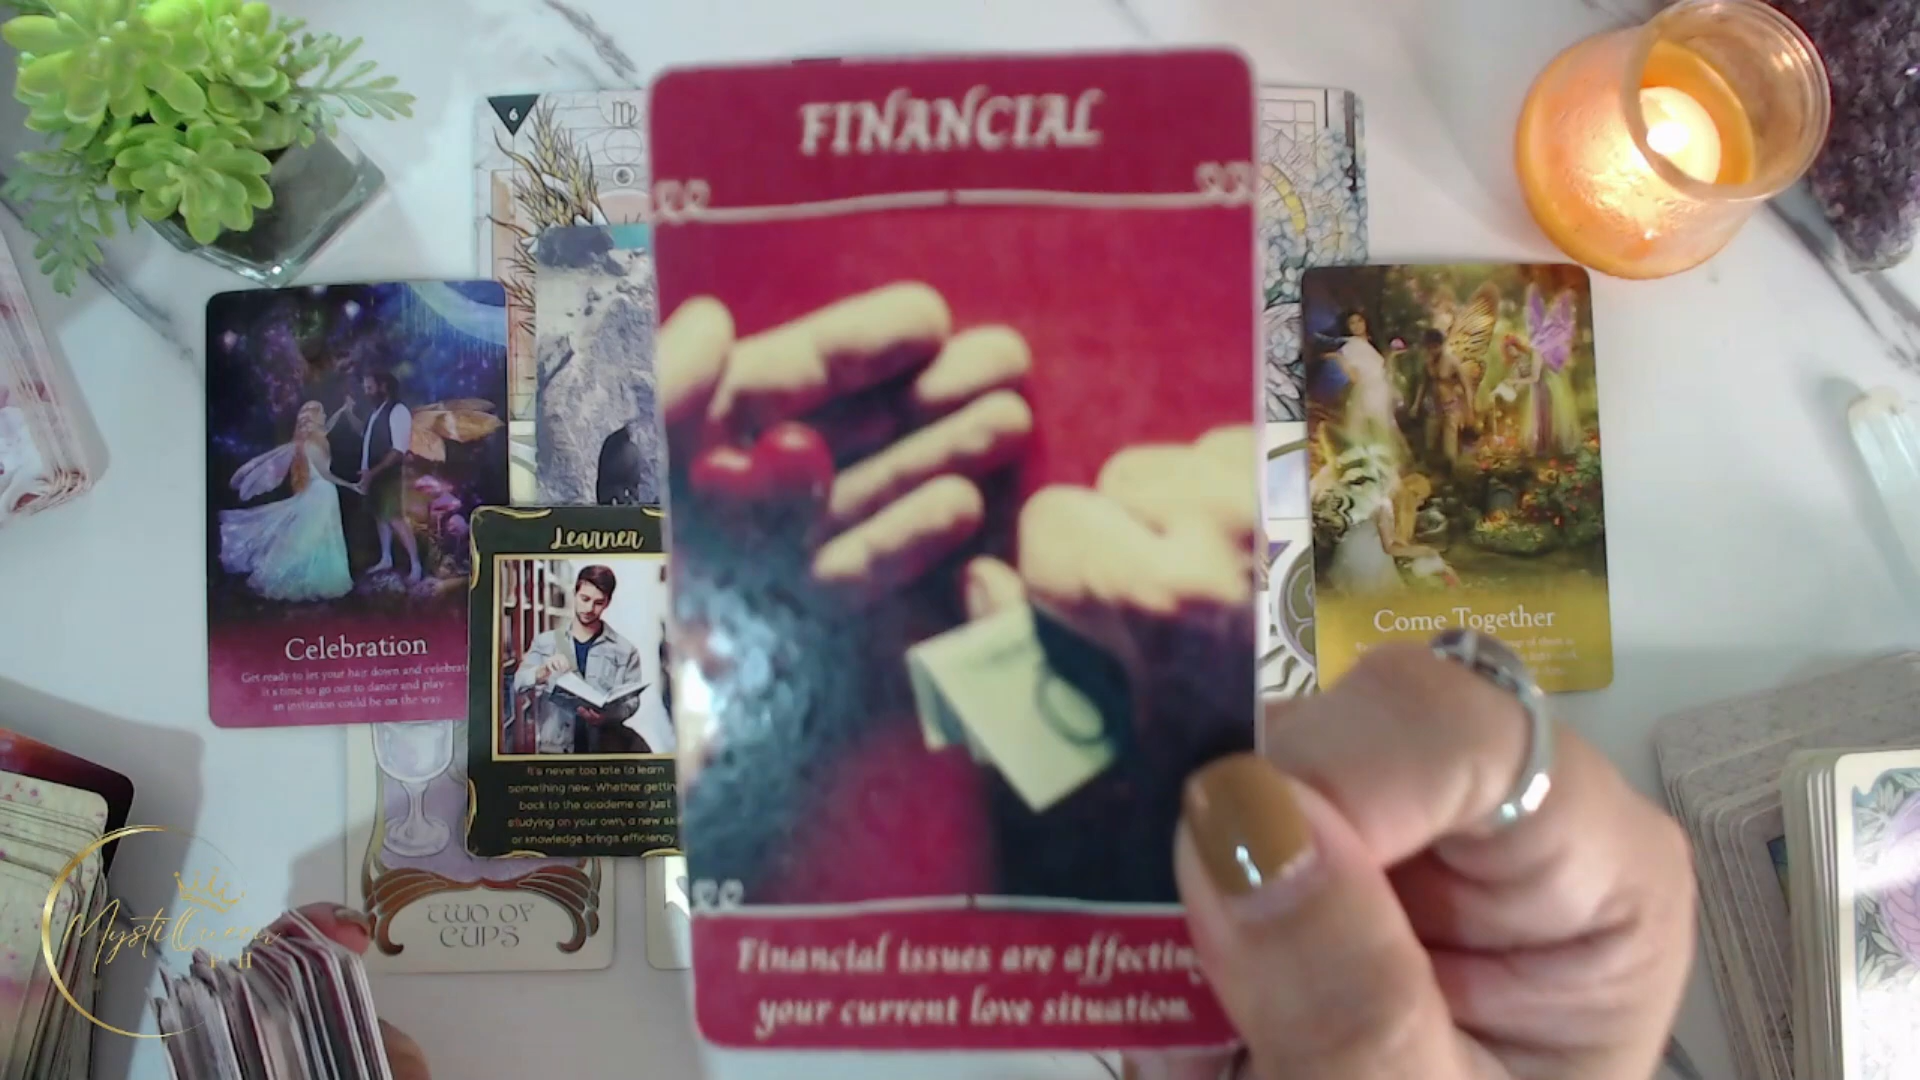 FINANCIAL
Financial issues are affecting
your current love situation.
6
Celebration
Get ready to let your hair down and celebrate
it's time to go out to dance and play –
an invitation could be on the way
Learner
It's never too late to learn
something new. Whether getting
back to the academe or just
studying on your own, a new
or knowledge brings efficiency.
TWO OF
CUPS
Come Together
MystiQueen
PH